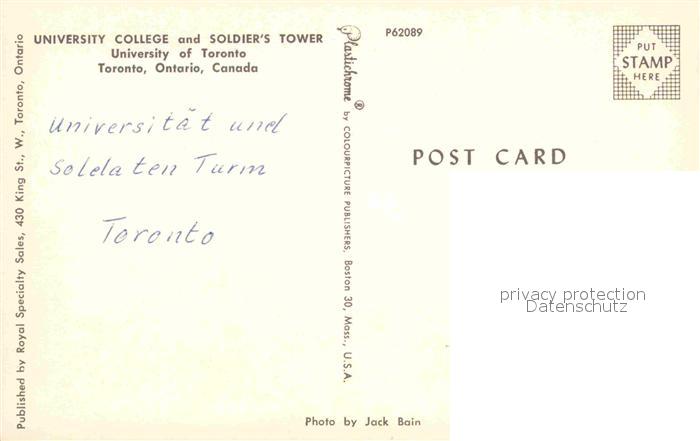 UNIVERSITY COLLEGE and SOLDIER'S TOWER
University of Toronto
Toronto, Ontario, Canada
Universität und
Soldaten Turm
Toronto
Published by Royal Specialty Sales, 430 King St., W., Toronto, Ontario
Plastichrome ® by COLOURPICTURE PUBLISHERS, Boston 30, Mass., U.S.A.
P62089
PUT
STAMP
HERE
POST CARD
privacy protection
Datenschutz
Photo by Jack Bain